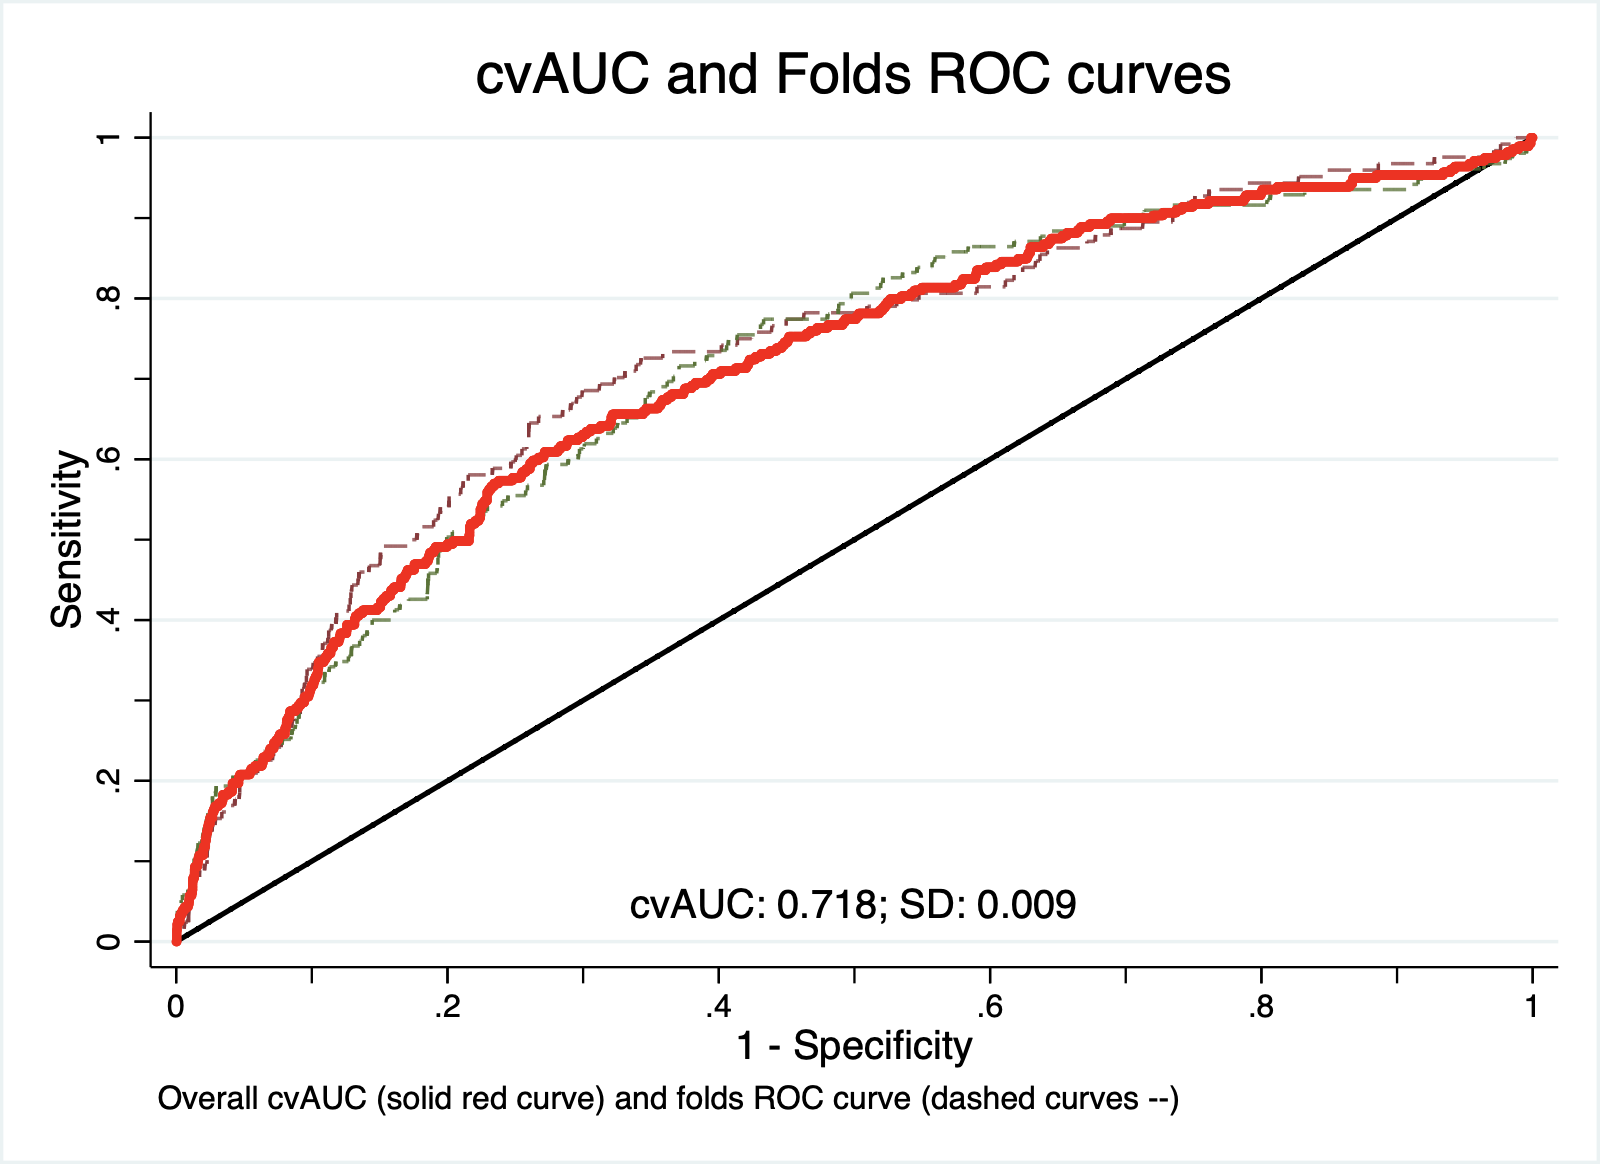 cvAUC and Folds ROC curves
1
.8
.6
.4
.2
0
Sensitivity
cvAUC: 0.718; SD: 0.009
0 .2 .4 .6 .8 1
1 - Specificity
Overall cvAUC (solid red curve) and folds ROC curve (dashed curves --)